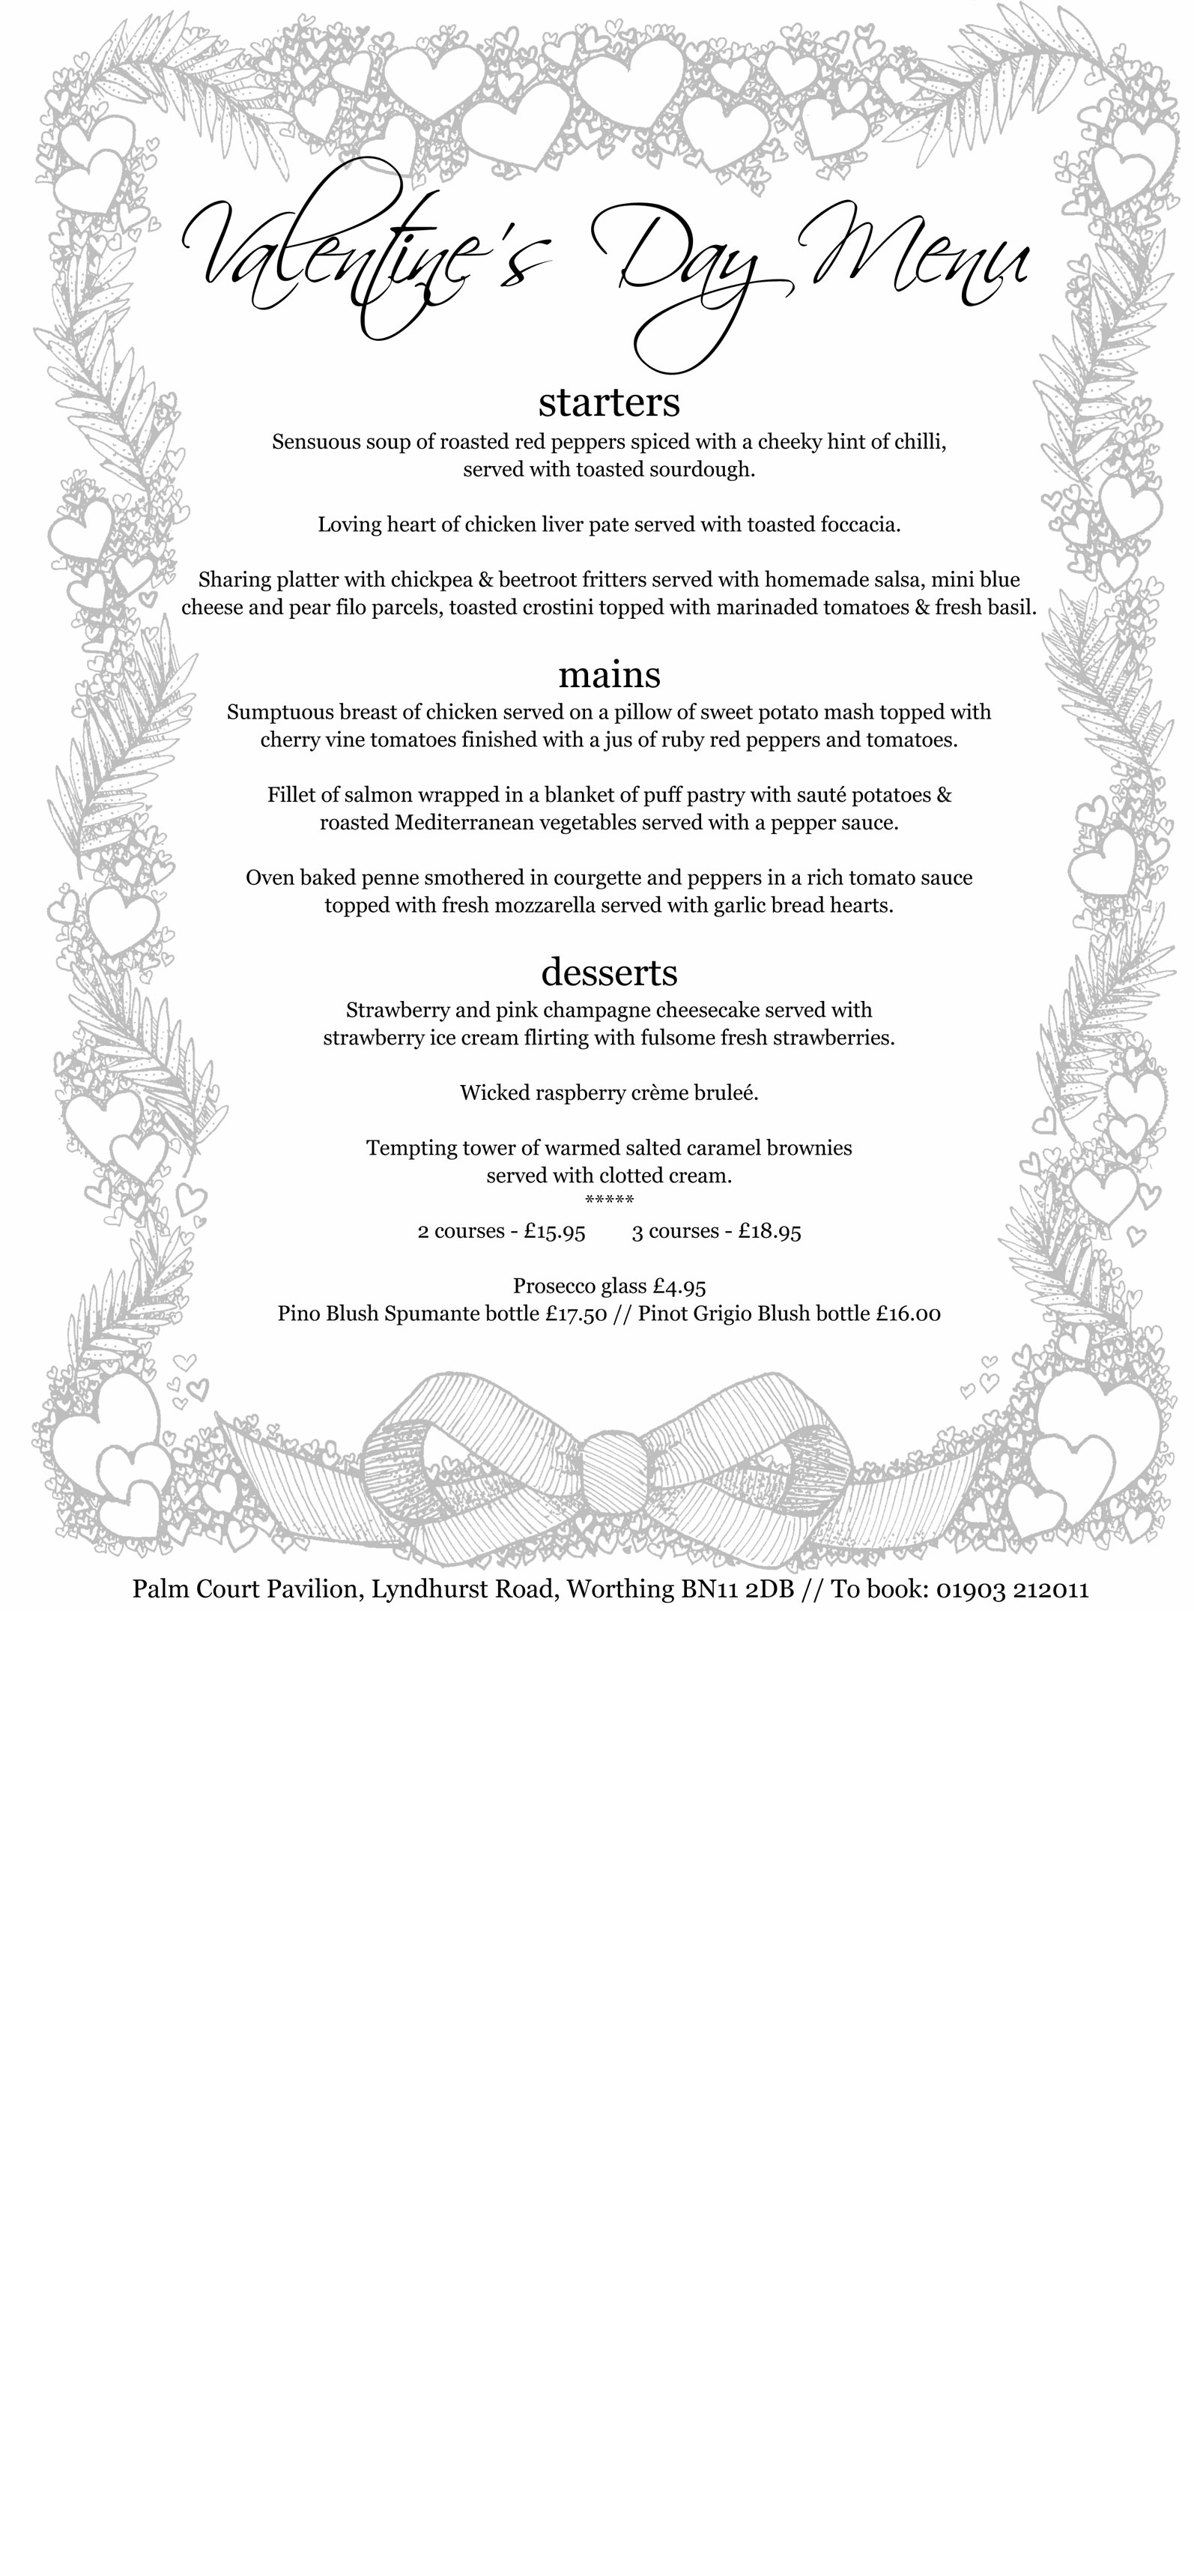 Valentine's Day Menu
starters
Sensuous soup of roasted red peppers spiced with a cheeky hint of chilli,
served with toasted sourdough.
Loving heart of chicken liver pate served with toasted foccacia.
Sharing platter with chickpea & beetroot fritters served with homemade salsa, mini blue
cheese and pear filo parcels, toasted crostini topped with marinaded tomatoes & fresh basil.
mains
Sumptuous breast of chicken served on a pillow of sweet potato mash topped with
cherry vine tomatoes finished with a jus of ruby red peppers and tomatoes.
Fillet of salmon wrapped in a blanket of puff pastry with sauté potatoes &
roasted Mediterranean vegetables served with a pepper sauce.
Oven baked penne smothered in courgette and peppers in a rich tomato sauce
topped with fresh mozzarella served with garlic bread hearts.
desserts
Strawberry and pink champagne cheesecake served with
strawberry ice cream flirting with fulsome fresh strawberries.
Wicked raspberry crème bruleé.
Tempting tower of warmed salted caramel brownies
served with clotted cream.
*****
2 courses - £15.95 3 courses - £18.95
Prosecco glass £4.95
Pino Blush Spumante bottle £17.50 // Pinot Grigio Blush bottle £16.00
Palm Court Pavilion, Lyndhurst Road, Worthing BN11 2DB // To book: 01903 212011